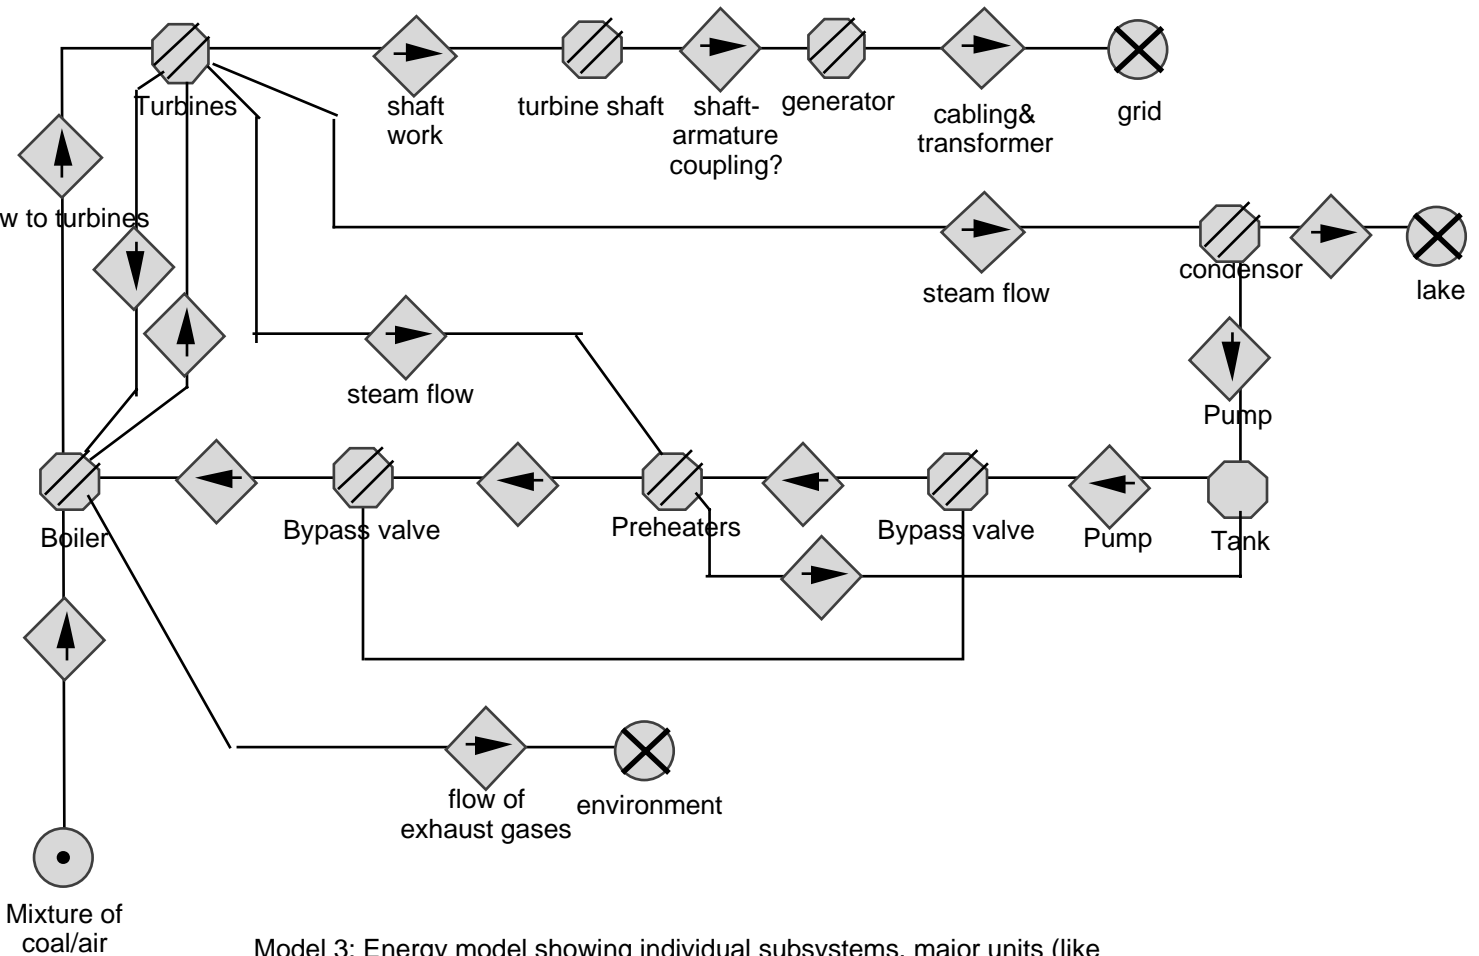 Turbines
shaft
work
turbine shaft
shaft-
armature
coupling?
generator
cabling&
transformer
grid
w to turbines
steam flow
condensor
lake
steam flow
Pump
Boiler
Bypass valve
Preheaters
Bypass valve
Pump
Tank
flow of
exhaust gases
environment
Mixture of
coal/air
Model 3: Energy model showing individual subsystems, major units (like